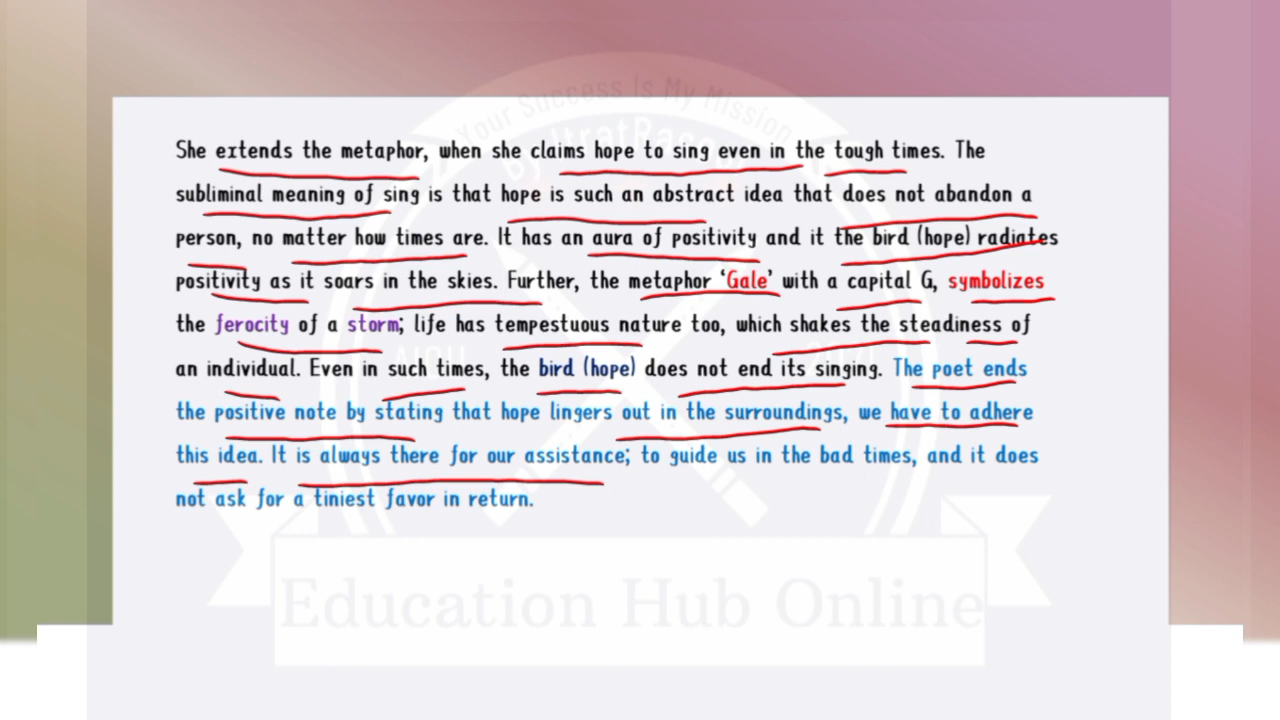 Your Success Is My Mission
She extends the metaphor, when she claims hope to sing even in the tough times. The
subliminal meaning of sing is that hope is such an abstract idea that does not abandon a
person, no matter how times are. It has an aura of positivity and it the bird (hope) radiates
positivity as it soars in the skies. Further, the metaphor ‘Gale’ with a capital G, symbolizes
the ferocity of a storm; life has tempestuous nature too, which shakes the steadiness of
an individual. Even in such times, the bird (hope) does not end its singing. The poet ends
the positive note by stating that hope lingers out in the surroundings, we have to adhere
this idea. It is always there for our assistance; to guide us in the bad times, and it does
not ask for a tiniest favor in return.
Education Hub Online